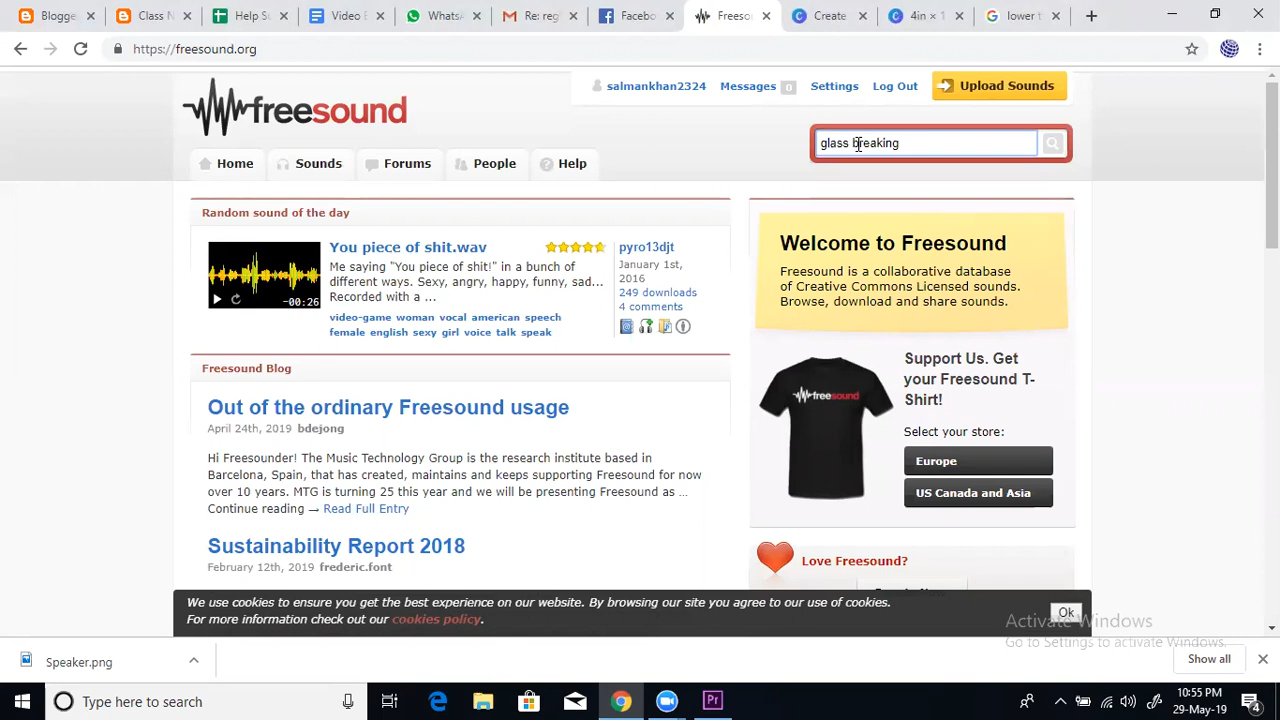 Blogge
Class N
Help Su
Video E
WhatsA
Re: reg
Facebo
Freesou
Create
4in × 1
lower t
https://freesound.org
freesound
salmankhan2324 Messages 0 Settings Log Out Upload Sounds
glass breaking
Home Sounds Forums People Help
Random sound of the day
You piece of shit.wav
Me saying "You piece of shit!" in a bunch of
different ways. Sexy, angry, happy, funny, sad...
Recorded with a ...
video-game woman vocal american speech
female english sexy girl voice talk speak
-00:26
pyro13djt
January 1st,
2016
249 downloads
4 comments
Freesound Blog
Out of the ordinary Freesound usage
April 24th, 2019 bdejong
Hi Freesounder! The Music Technology Group is the research institute based in
Barcelona, Spain, that has created, maintains and keeps supporting Freesound for now
over 10 years. MTG is turning 25 this year and we will be presenting Freesound as ...
Continue reading → Read Full Entry
Sustainability Report 2018
February 12th, 2019 frederic.font
Welcome to Freesound
Freesound is a collaborative database
of Creative Commons Licensed sounds.
Browse, download and share sounds.
freesound
Support Us. Get
your Freesound T-
Shirt!
Select your store:
Europe
US Canada and Asia
Love Freesound?
We use cookies to ensure you get the best experience on our website. By browsing our site you agree to our use of cookies.
For more information check out our cookies policy.
Ok
Activate Windows
Go to Settings to activate Windows.
Speaker.png
Show all
Type here to search
Pr
10:55 PM
29-May-19
4